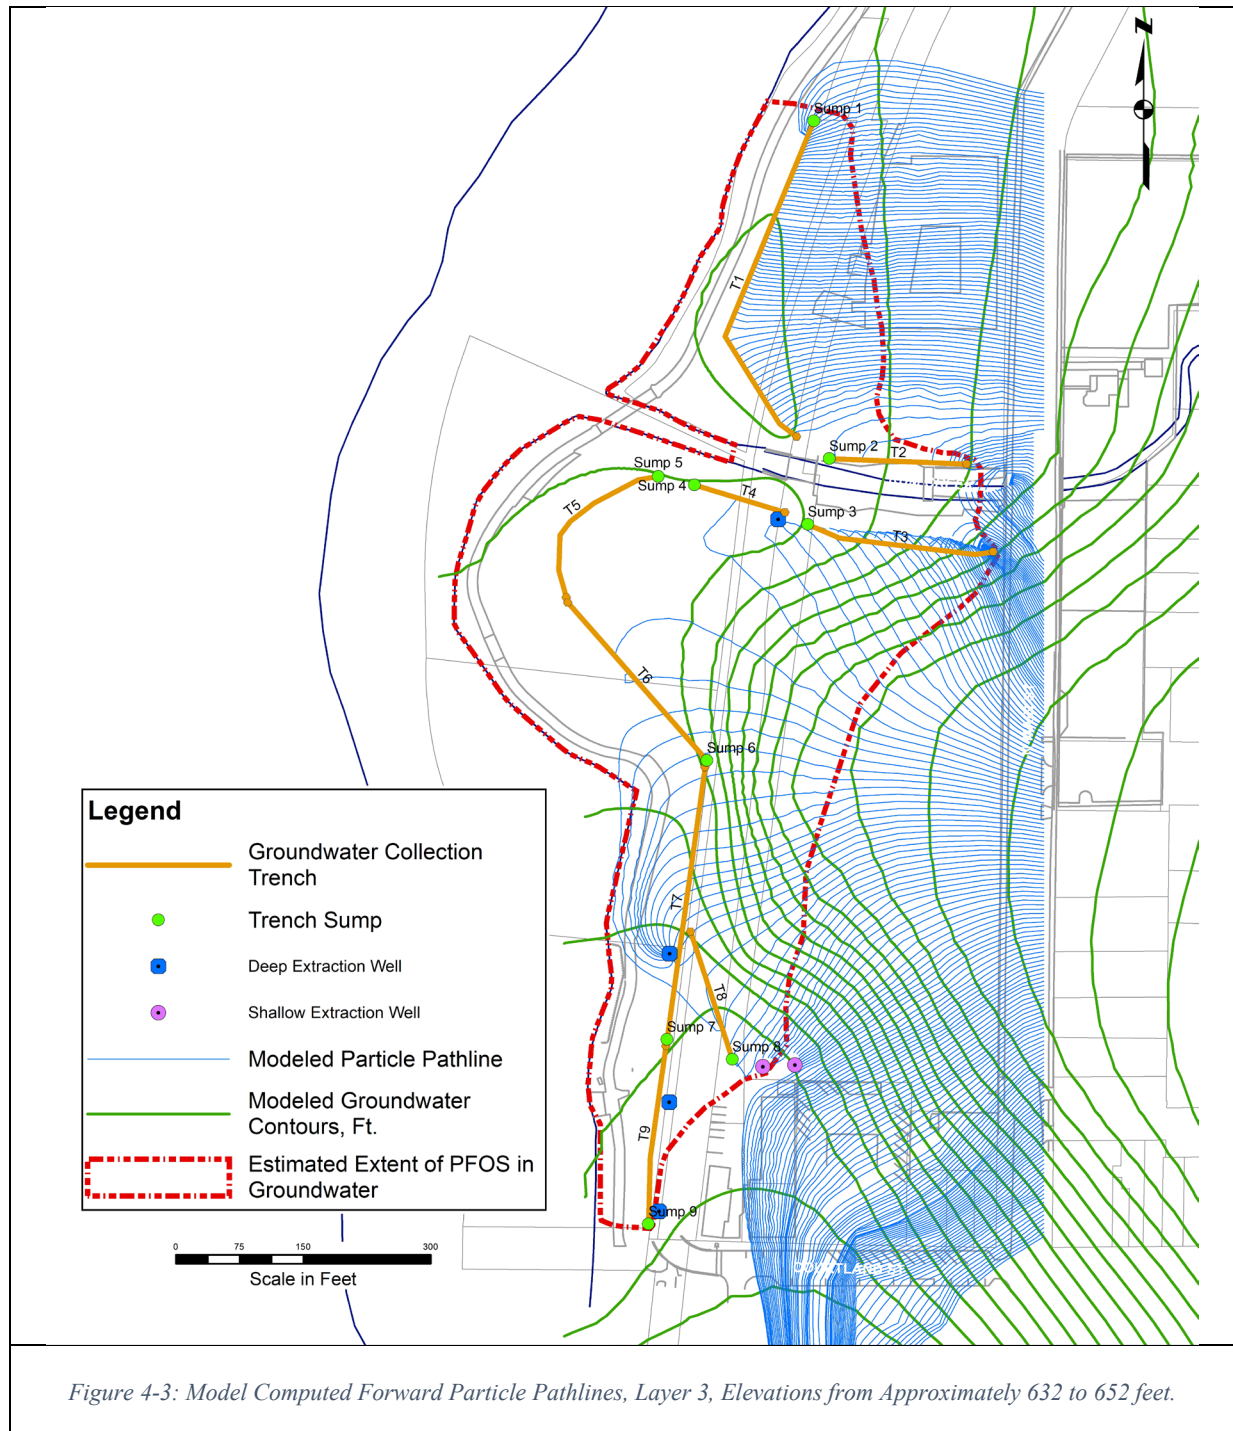 Z
Sump 1
T1
Sump 2
T2
Sump 5
Sump 4
T4
T5
Sump 3
T3
T6
Sump 6
T7
T8
Sump 7
Sump 8
T9
Sump 9
COURTLAND ST
Legend
Groundwater Collection
Trench
Trench Sump
Deep Extraction Well
Shallow Extraction Well
Modeled Particle Pathline
Modeled Groundwater
Contours, Ft.
Estimated Extent of PFOS in
Groundwater
0 75 150 300
Scale in Feet
Figure 4-3: Model Computed Forward Particle Pathlines, Layer 3, Elevations from Approximately 632 to 652 feet.